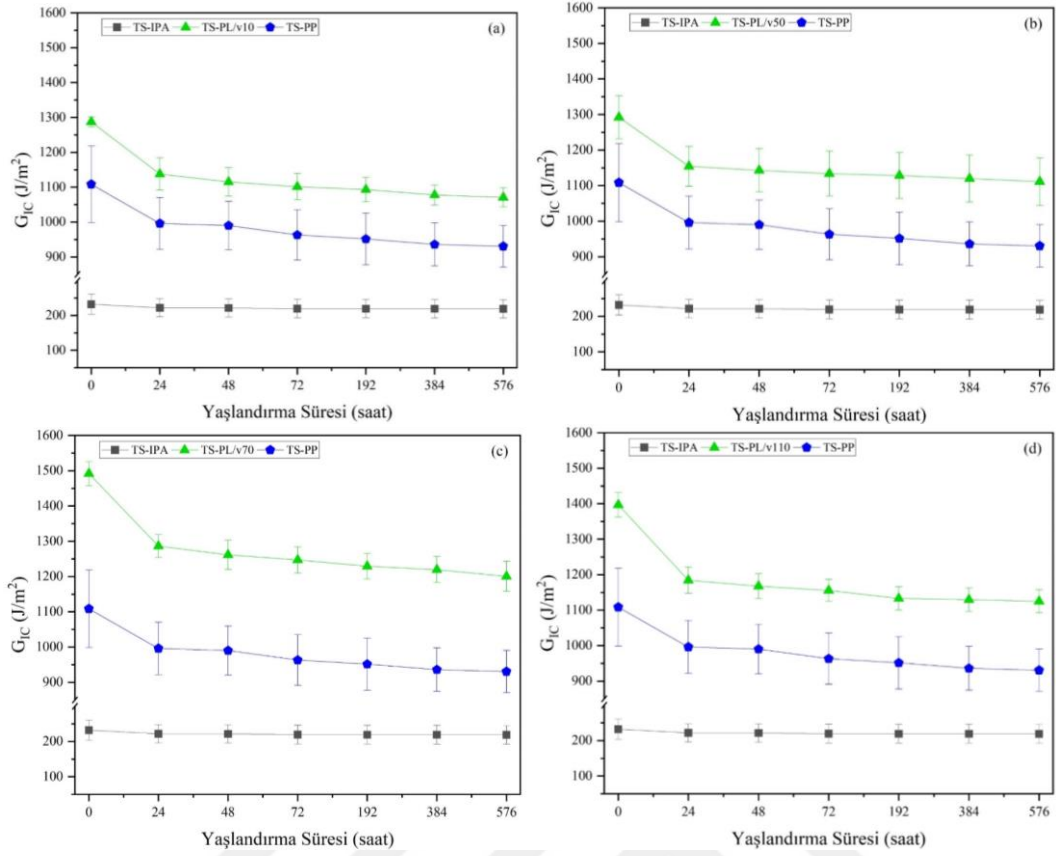 TS-IPA TS-PL/v10 TS-PP
(a)
1600
1500
1400
1300
1200
1100
1000
900
200
100
G_IC (J/m²)
0 24 48 72 192 384 576
Yaşlandırma Süresi (saat)
TS-IPA TS-PL/v50 TS-PP
(b)
1600
1500
1400
1300
1200
1100
1000
900
200
100
G_IC (J/m²)
0 24 48 72 192 384 576
Yaşlandırma Süresi (saat)
TS-IPA TS-PL/v70 TS-PP
(c)
1600
1500
1400
1300
1200
1100
1000
900
200
100
G_IC (J/m²)
0 24 48 72 192 384 576
Yaşlandırma Süresi (saat)
TS-IPA TS-PL/v110 TS-PP
(d)
1600
1500
1400
1300
1200
1100
1000
900
200
100
G_IC (J/m²)
0 24 48 72 192 384 576
Yaşlandırma Süresi (saat)